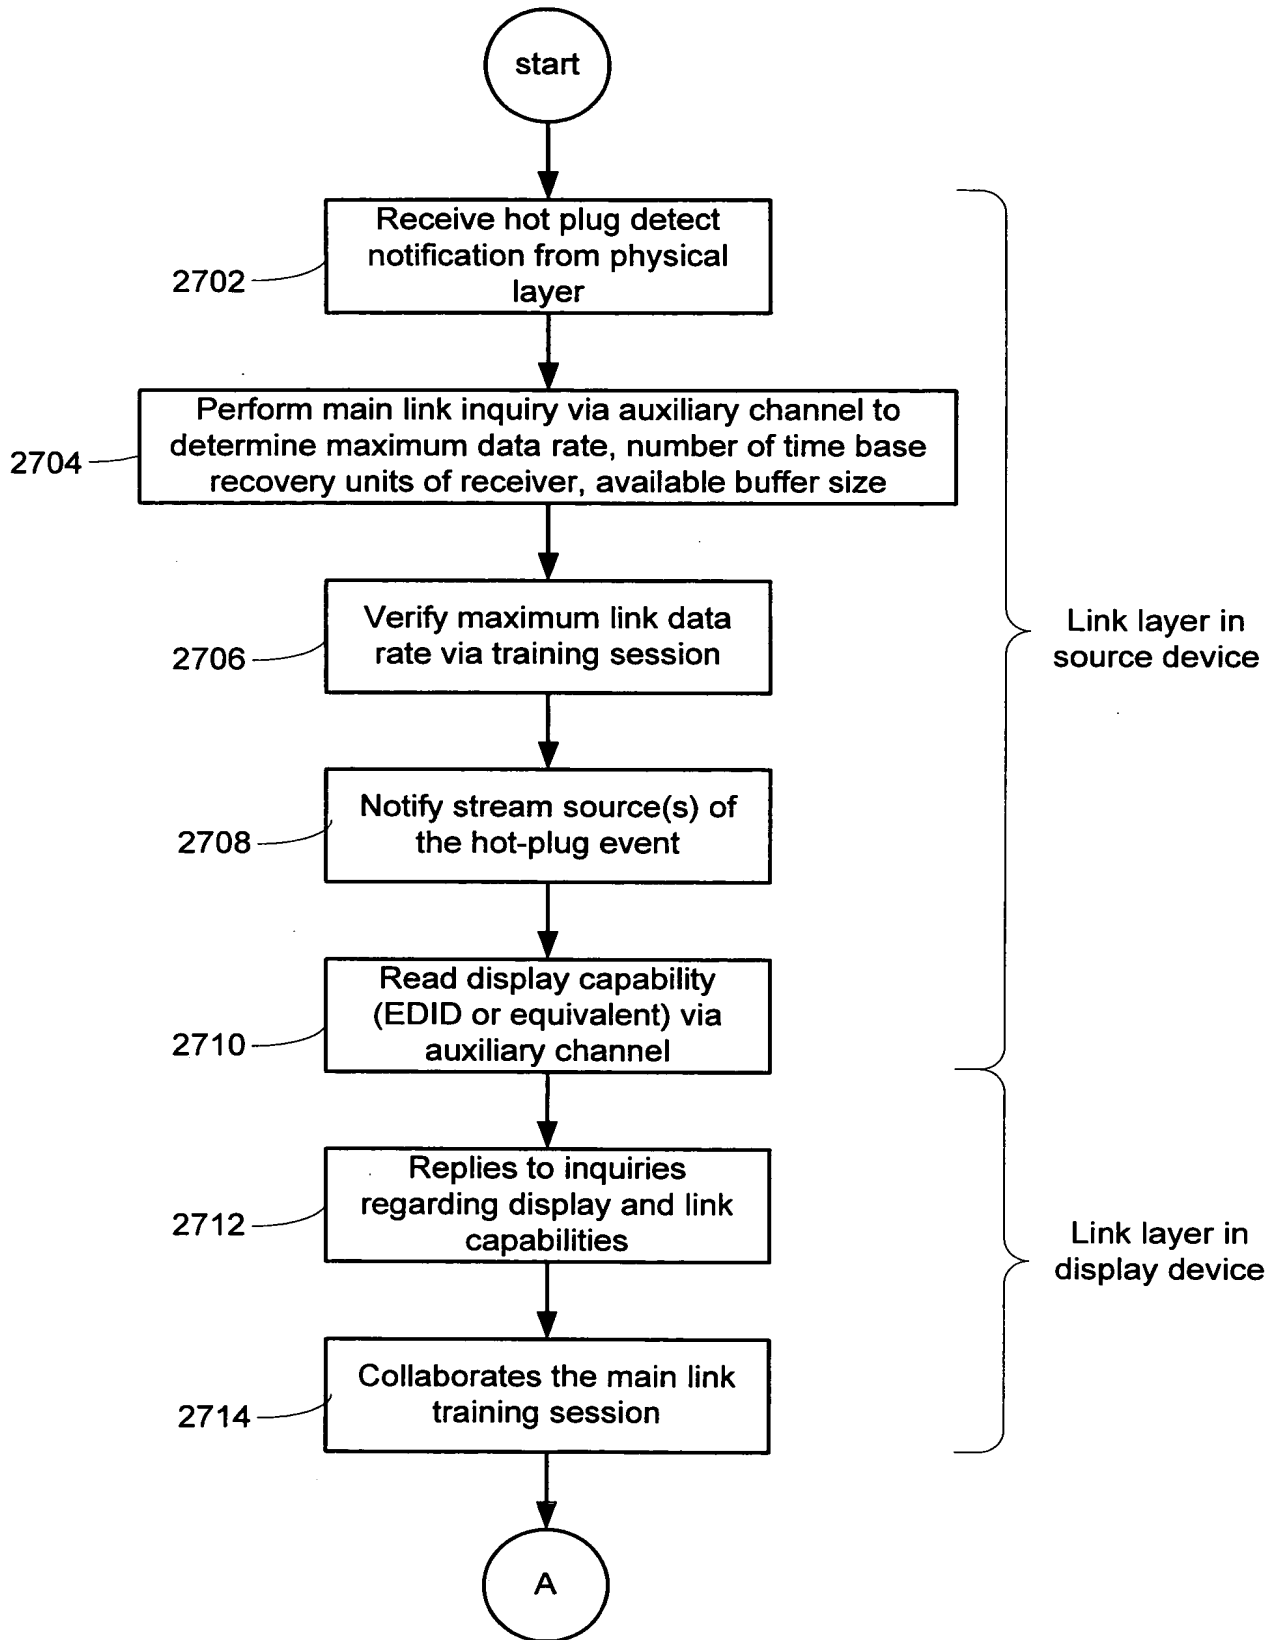 start
Receive hot plug detect
notification from physical
layer
2702
Perform main link inquiry via auxiliary channel to
determine maximum data rate, number of time base
recovery units of receiver, available buffer size
2704
Verify maximum link data
rate via training session
2706
Link layer in
source device
Notify stream source(s) of
the hot-plug event
2708
Read display capability
(EDID or equivalent) via
auxiliary channel
2710
Replies to inquiries
regarding display and link
capabilities
2712
Link layer in
display device
Collaborates the main link
training session
2714
A